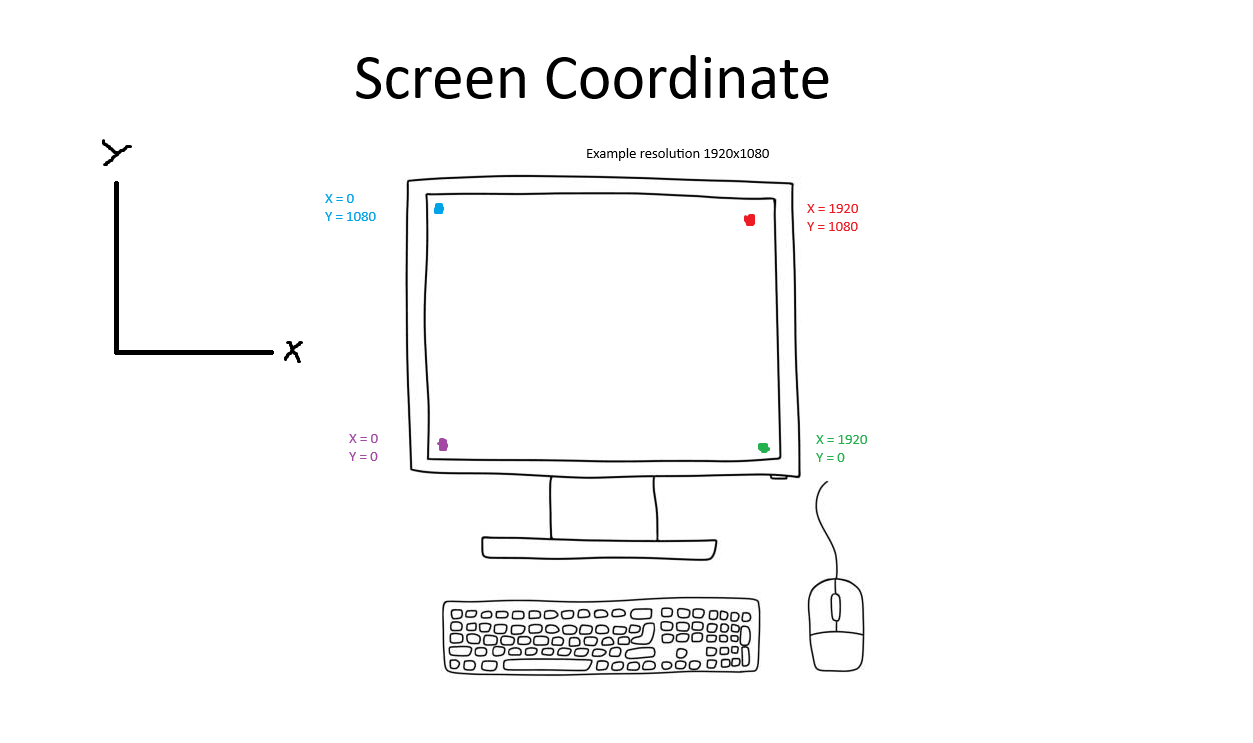 Screen Coordinate
Example resolution 1920x1080
Y
X = 0
Y = 1080
X = 1920
Y = 1080
X
X = 0
Y = 0
X = 1920
Y = 0